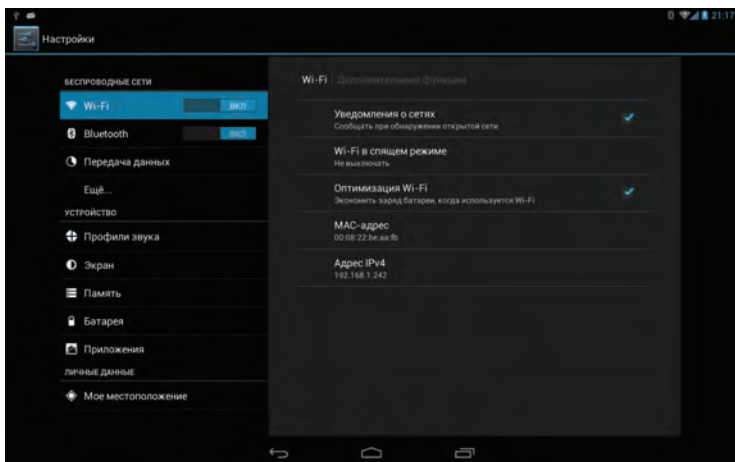 21:17
Настройки
БЕСПРОВОДНЫЕ СЕТИ
Wi-Fi ВКЛ
Bluetooth ВКЛ
Передача данных
Ещё...
УСТРОЙСТВО
Профили звука
Экран
Память
Батарея
Приложения
ЛИЧНЫЕ ДАННЫЕ
Мое местоположение
Wi-Fi Дополнительные функции
Уведомления о сетях
Сообщать при обнаружении открытой сети
Wi-Fi в спящем режиме
Не выключать
Оптимизация Wi-Fi
Экономить заряд батареи, когда используется Wi-Fi
MAC-адрес
00:08:22:be:aa:fb
Адрес IPv4
192.168.1.242